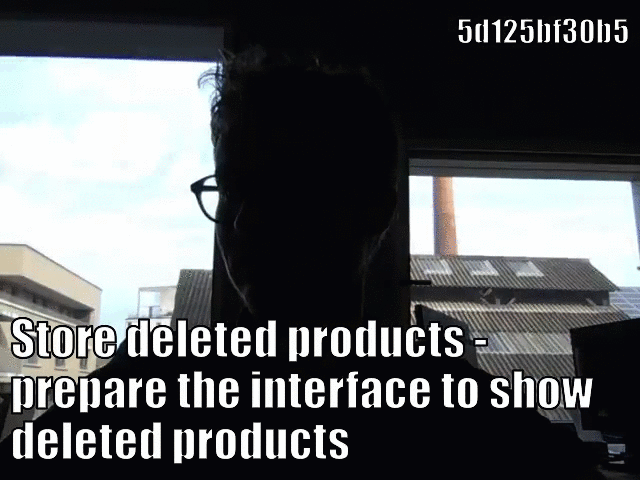 5d125bf30b5
Store deleted products -
prepare the interface to show
deleted products